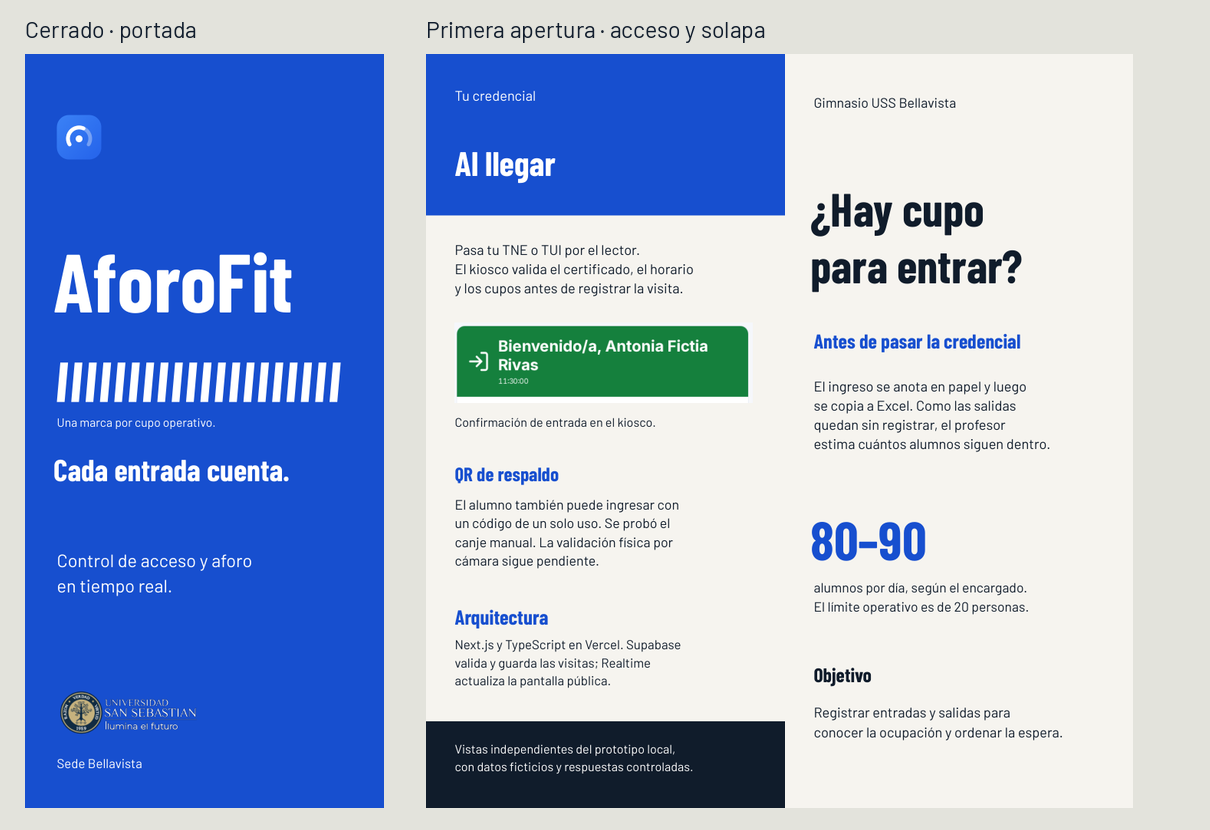 Cerrado · portada
AforoFit
Una marca por cupo operativo.
Cada entrada cuenta.
Control de acceso y aforo
en tiempo real.
UNIVERSIDAD
SAN SEBASTIAN
Ilumina el futuro
Sede Bellavista
Primera apertura · acceso y solapa
Tu credencial
Al llegar
Pasa tu TNE o TUI por el lector.
El kiosco valida el certificado, el horario
y los cupos antes de registrar la visita.
Bienvenido/a, Antonia Fictia
Rivas
11:30:00
Confirmación de entrada en el kiosco.
QR de respaldo
El alumno también puede ingresar con
un código de un solo uso. Se probó el
canje manual. La validación física por
cámara sigue pendiente.
Arquitectura
Next.js y TypeScript en Vercel. Supabase
valida y guarda las visitas; Realtime
actualiza la pantalla pública.
Vistas independientes del prototipo local,
con datos ficticios y respuestas controladas.
Gimnasio USS Bellavista
¿Hay cupo
para entrar?
Antes de pasar la credencial
El ingreso se anota en papel y luego
se copia a Excel. Como las salidas
quedan sin registrar, el profesor
estima cuántos alumnos siguen dentro.
80–90
alumnos por día, según el encargado.
El límite operativo es de 20 personas.
Objetivo
Registrar entradas y salidas para
conocer la ocupación y ordenar la espera.